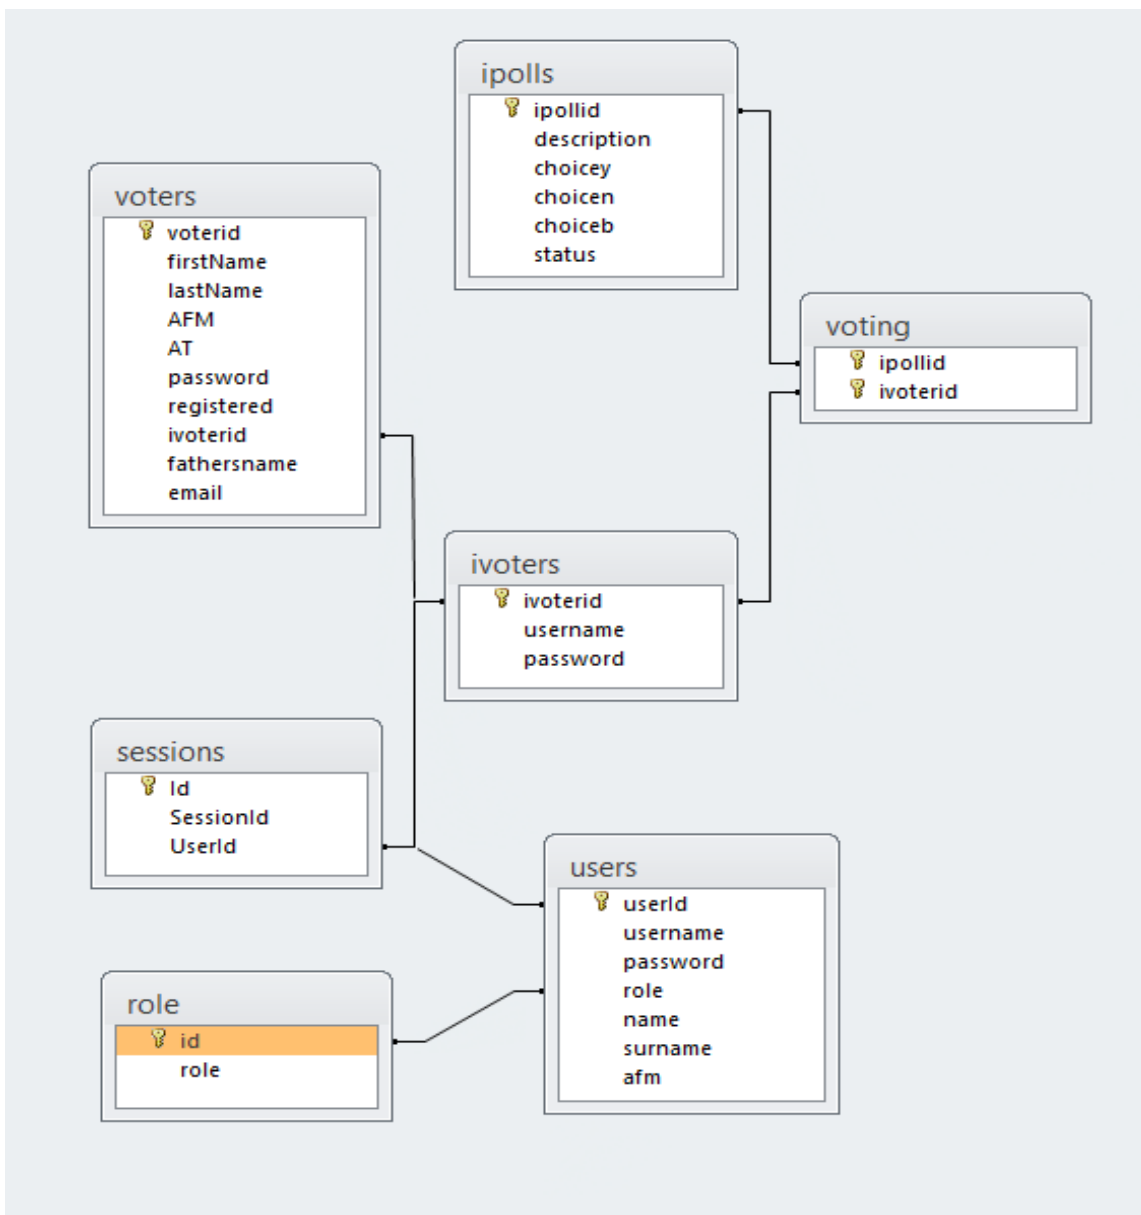 ipolls
ipollid
description
choicey
choicen
choiceb
status
voters
voterid
firstName
lastName
AFM
AT
password
registered
ivoterid
fathersname
email
voting
ipollid
ivoterid
ivoters
ivoterid
username
password
sessions
Id
SessionId
UserId
users
userId
username
password
role
name
surname
afm
role
id
role